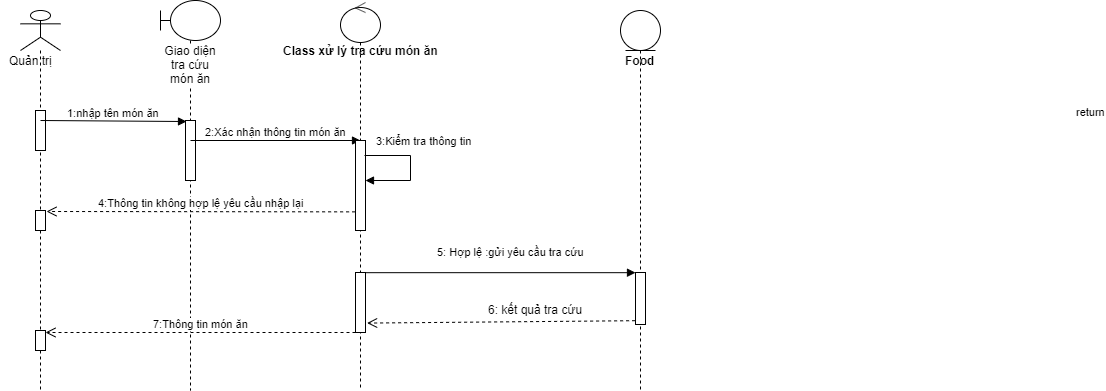 Quản trị
Giao diện
tra cứu
món ăn
Class xử lý tra cứu món ăn
Food
1:nhập tên món ăn
return
2:Xác nhận thông tin món ăn
3:Kiểm tra thông tin
4:Thông tin không hợp lệ yêu cầu nhập lại
5: Hợp lệ :gửi yêu cầu tra cứu
6: kết quả tra cứu
7:Thông tin món ăn